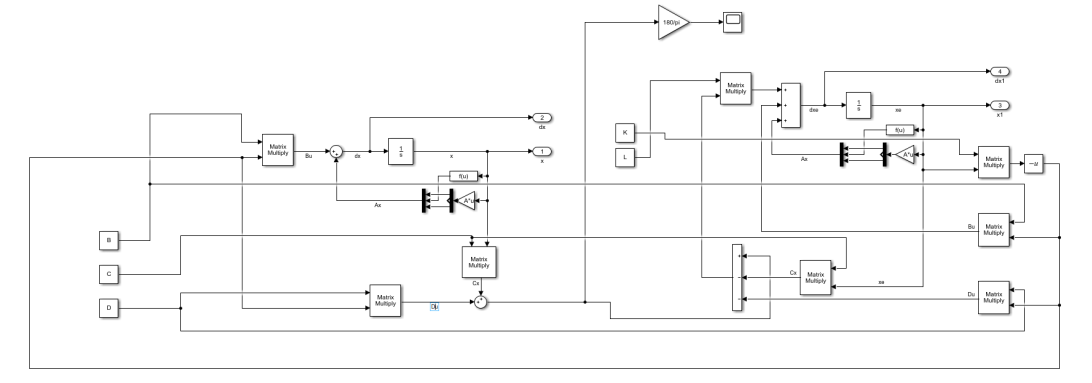 180/pi
4
dx1
Matrix
Multiply
+
+
+
dxe
1
s
xe
3
x1
f(u)
A*u
Ax
K
L
Matrix
Multiply
-u
2
dx
B
Matrix
Multiply
Bu
+
+
dx
1
s
x
1
x
f(u)
A*u
Ax
Bu
Matrix
Multiply
C
Matrix
Multiply
Cx
+
-
-
Cx
Matrix
Multiply
xe
D
Matrix
Multiply
Du
+
+
Du
Matrix
Multiply